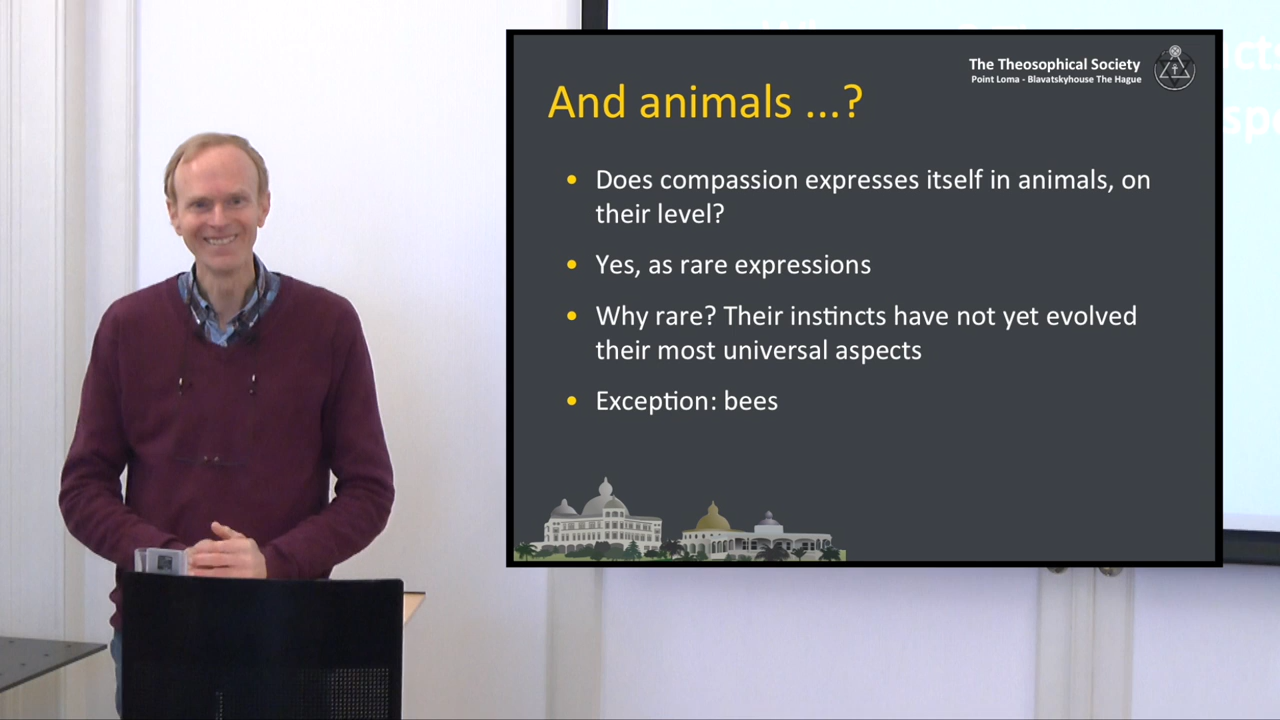 The Theosophical Society
Point Loma - Blavatskyhouse The Hague
And animals ...?
• Does compassion expresses itself in animals, on
their level?
• Yes, as rare expressions
• Why rare? Their instincts have not yet evolved
their most universal aspects
• Exception: bees